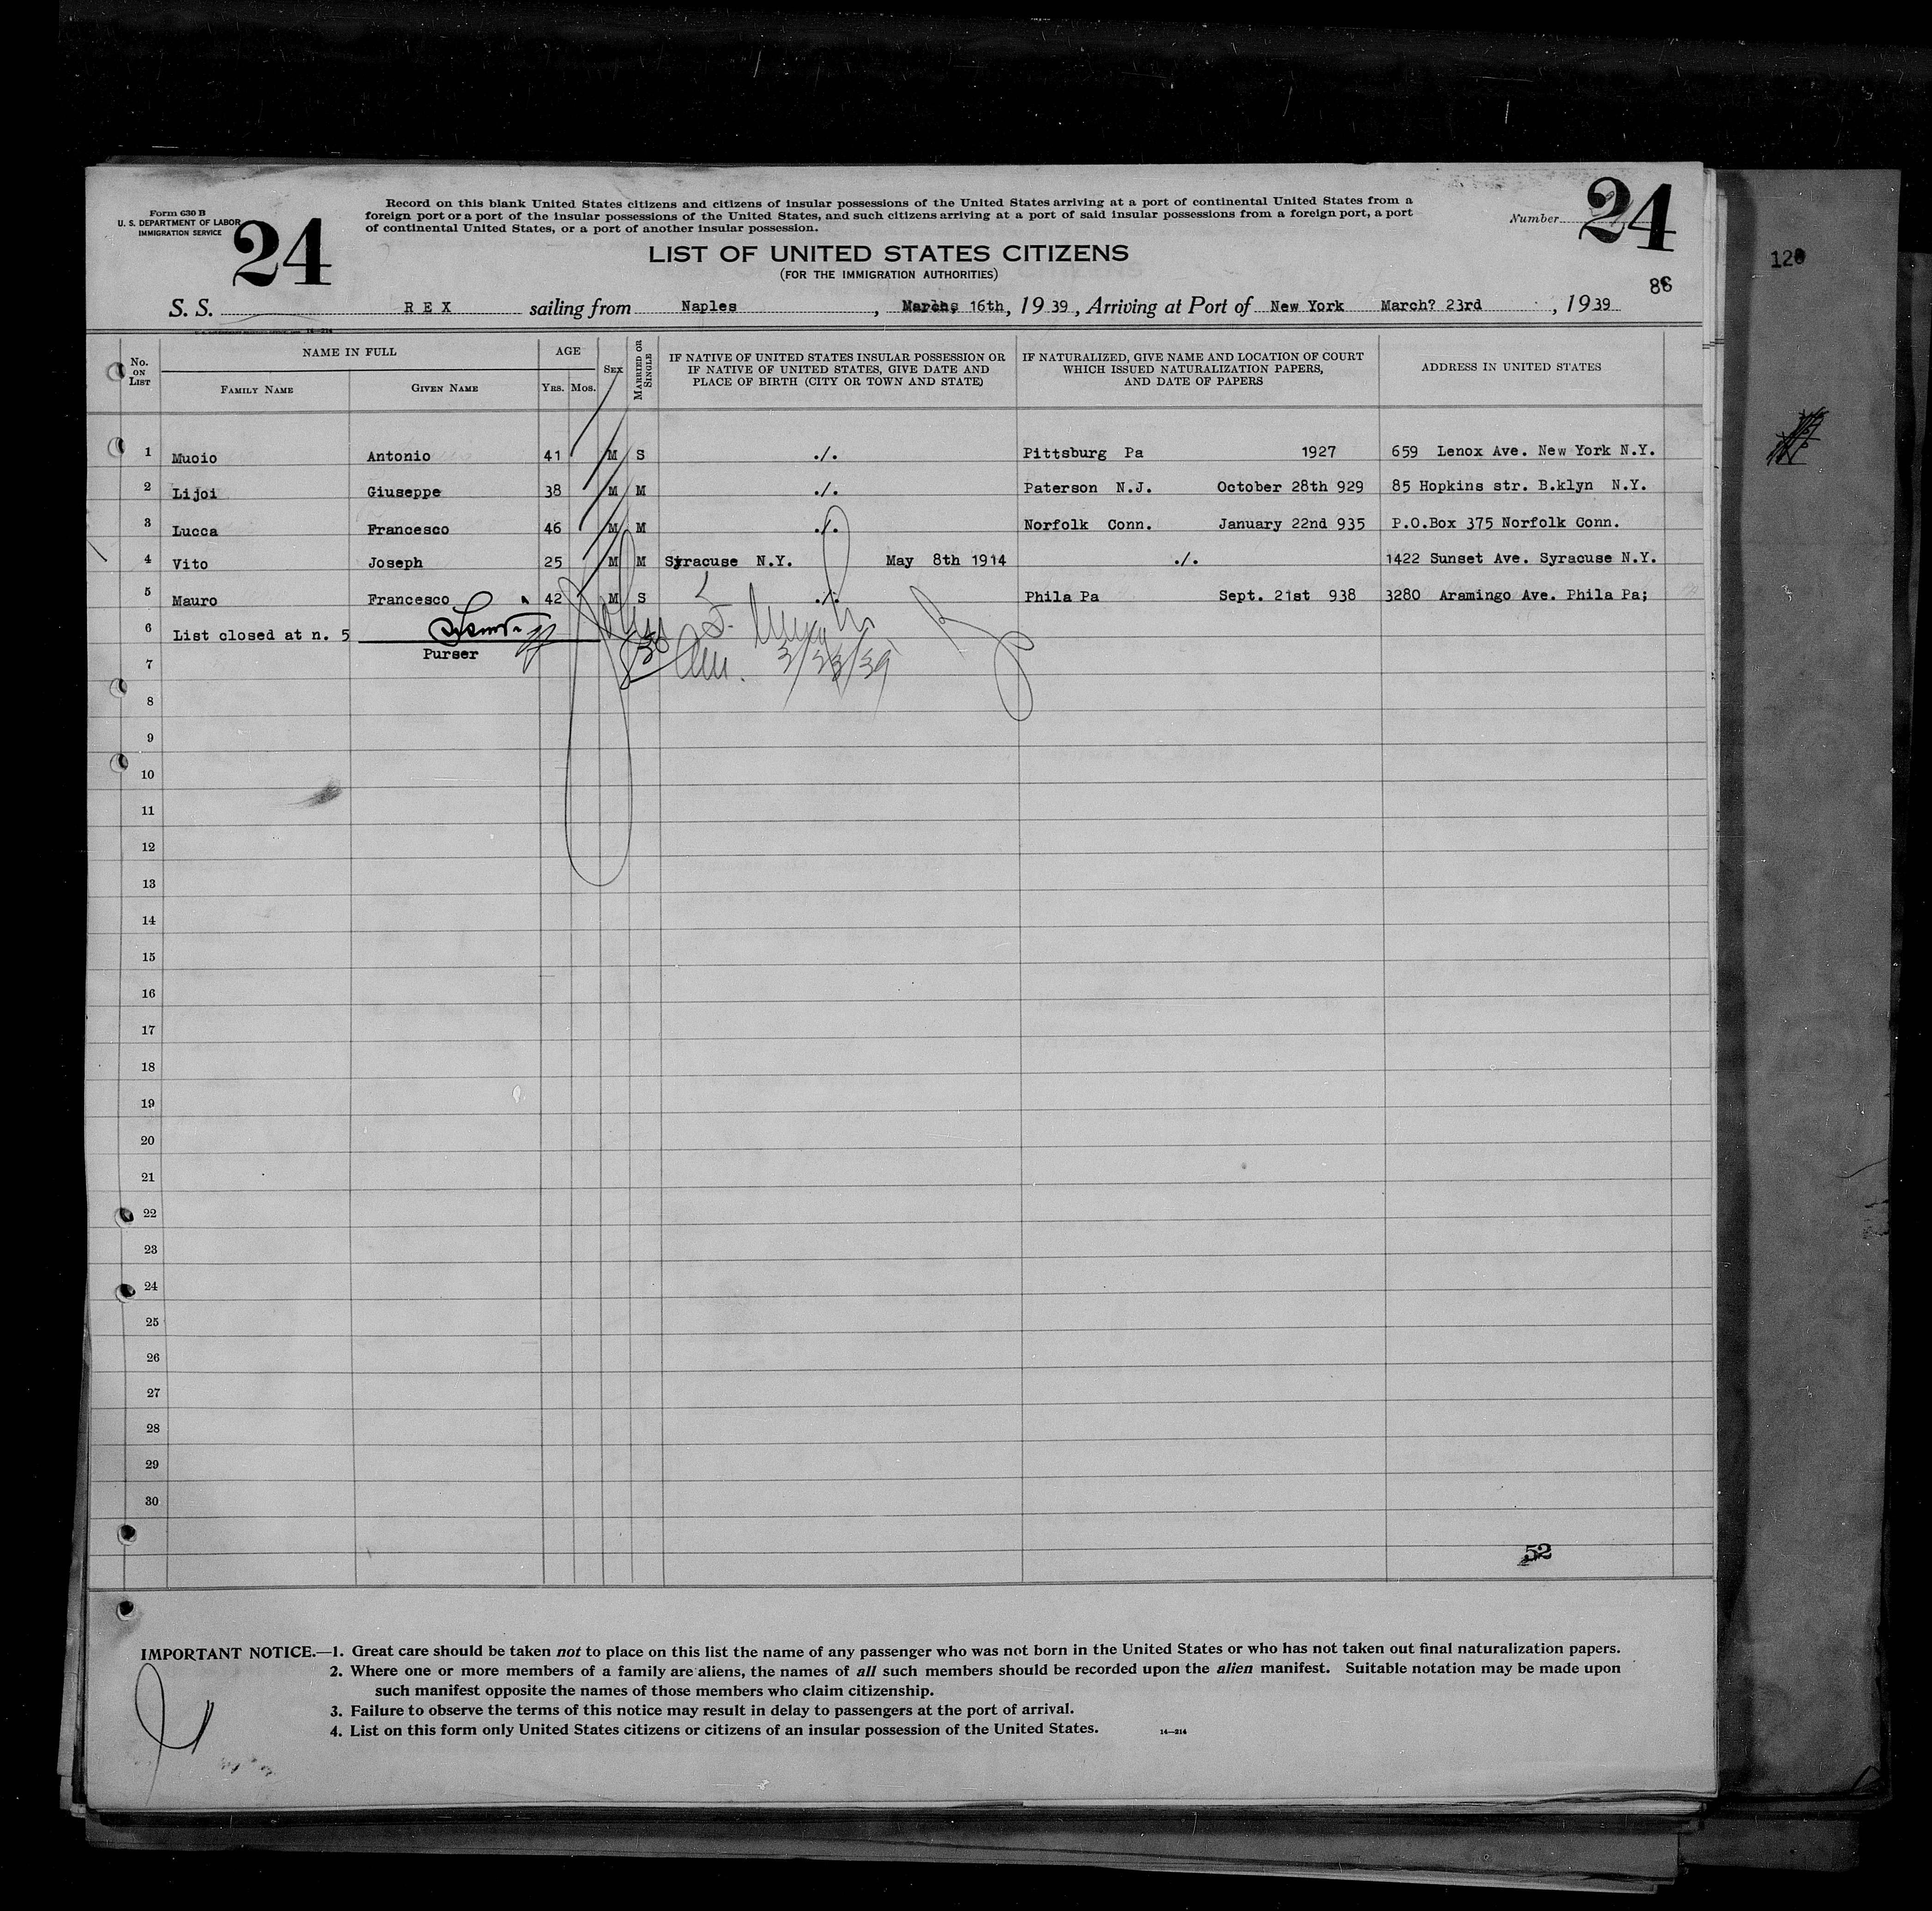 Form 630 B
U. S. DEPARTMENT OF LABOR
IMMIGRATION SERVICE
24
Record on this blank United States citizens and citizens of insular possessions of the United States arriving at a port of continental United States from a
foreign port or a port of the insular possessions of the United States, and such citizens arriving at a port of said insular possessions from a foreign port, a port
of continental United States, or a port of another insular possession.
Number 24
120
LIST OF UNITED STATES CITIZENS
(FOR THE IMMIGRATION AUTHORITIES)
86
S. S. REX sailing from Naples, 16th, 1939, Arriving at Port of New York March? 23rd, 1939
No. ON LIST
NAME IN FULL
FAMILY NAME
GIVEN NAME
AGE
YRS. MOS.
SEX
MARRIED OR SINGLE
IF NATIVE OF UNITED STATES INSULAR POSSESSION OR
IF NATIVE OF UNITED STATES, GIVE DATE AND
PLACE OF BIRTH (CITY OR TOWN AND STATE)
IF NATURALIZED, GIVE NAME AND LOCATION OF COURT
WHICH ISSUED NATURALIZATION PAPERS,
AND DATE OF PAPERS
ADDRESS IN UNITED STATES
1 Muoio Antonio 41 M S ./. Pittsburg Pa 1927 659 Lenox Ave. New York N.Y.
2 Lijoi Giuseppe 38 M M ./. Paterson N.J. October 28th 929 85 Hopkins str. B.klyn N.Y.
3 Lucca Francesco 46 M M ./. Norfolk Conn. January 22nd 935 P.O.Box 375 Norfolk Conn.
4 Vito Joseph 25 M M Syracuse N.Y. May 8th 1914 ./. 1422 Sunset Ave. Syracuse N.Y.
5 Mauro Francesco 42 M S ./. Phila Pa Sept. 21st 938 3280 Aramingo Ave. Phila Pa;
6 List closed at n. 5
Purser
3/23/39
7
8
9
10
11
12
13
14
15
16
17
18
19
20
21
22
23
24
25
26
27
28
29
30
52
IMPORTANT NOTICE.—1. Great care should be taken not to place on this list the name of any passenger who was not born in the United States or who has not taken out final naturalization papers.
2. Where one or more members of a family are aliens, the names of all such members should be recorded upon the alien manifest. Suitable notation may be made upon
such manifest opposite the names of those members who claim citizenship.
3. Failure to observe the terms of this notice may result in delay to passengers at the port of arrival.
4. List on this form only United States citizens or citizens of an insular possession of the United States.
14—214